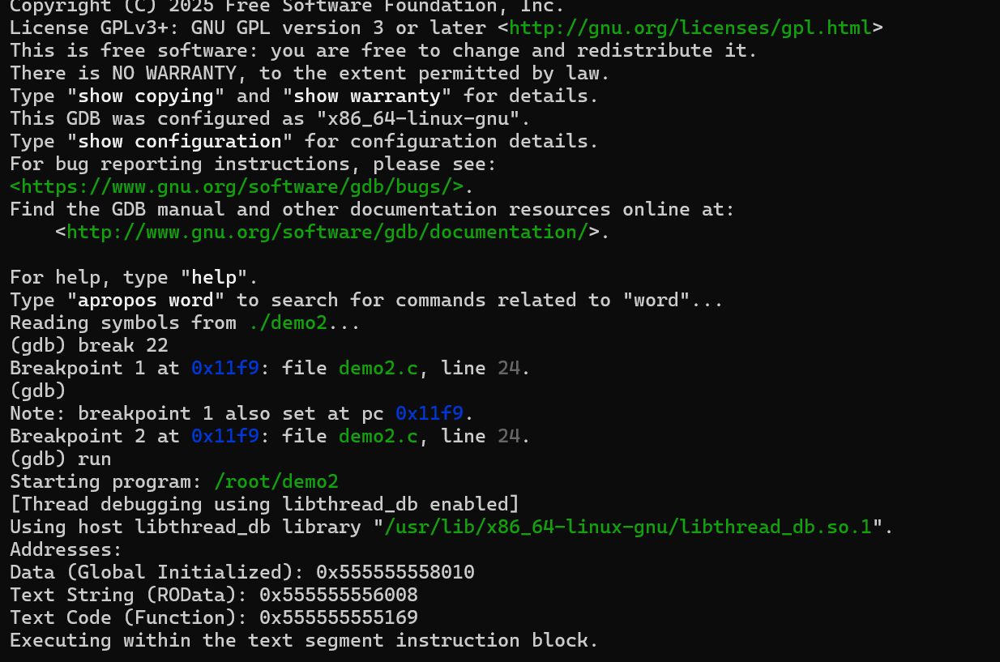 Copyright (C) 2025 Free Software Foundation, Inc.
License GPLv3+: GNU GPL version 3 or later <http://gnu.org/licenses/gpl.html>
This is free software: you are free to change and redistribute it.
There is NO WARRANTY, to the extent permitted by law.
Type "show copying" and "show warranty" for details.
This GDB was configured as "x86_64-linux-gnu".
Type "show configuration" for configuration details.
For bug reporting instructions, please see:
<https://www.gnu.org/software/gdb/bugs/>.
Find the GDB manual and other documentation resources online at:
    <http://www.gnu.org/software/gdb/documentation/>.

For help, type "help".
Type "apropos word" to search for commands related to "word"...
Reading symbols from ./demo2...
(gdb) break 22
Breakpoint 1 at 0x11f9: file demo2.c, line 24.
(gdb)
Note: breakpoint 1 also set at pc 0x11f9.
Breakpoint 2 at 0x11f9: file demo2.c, line 24.
(gdb) run
Starting program: /root/demo2
[Thread debugging using libthread_db enabled]
Using host libthread_db library "/usr/lib/x86_64-linux-gnu/libthread_db.so.1".
Addresses:
Data (Global Initialized): 0x555555558010
Text String (ROData): 0x555555556008
Text Code (Function): 0x555555555169
Executing within the text segment instruction block.